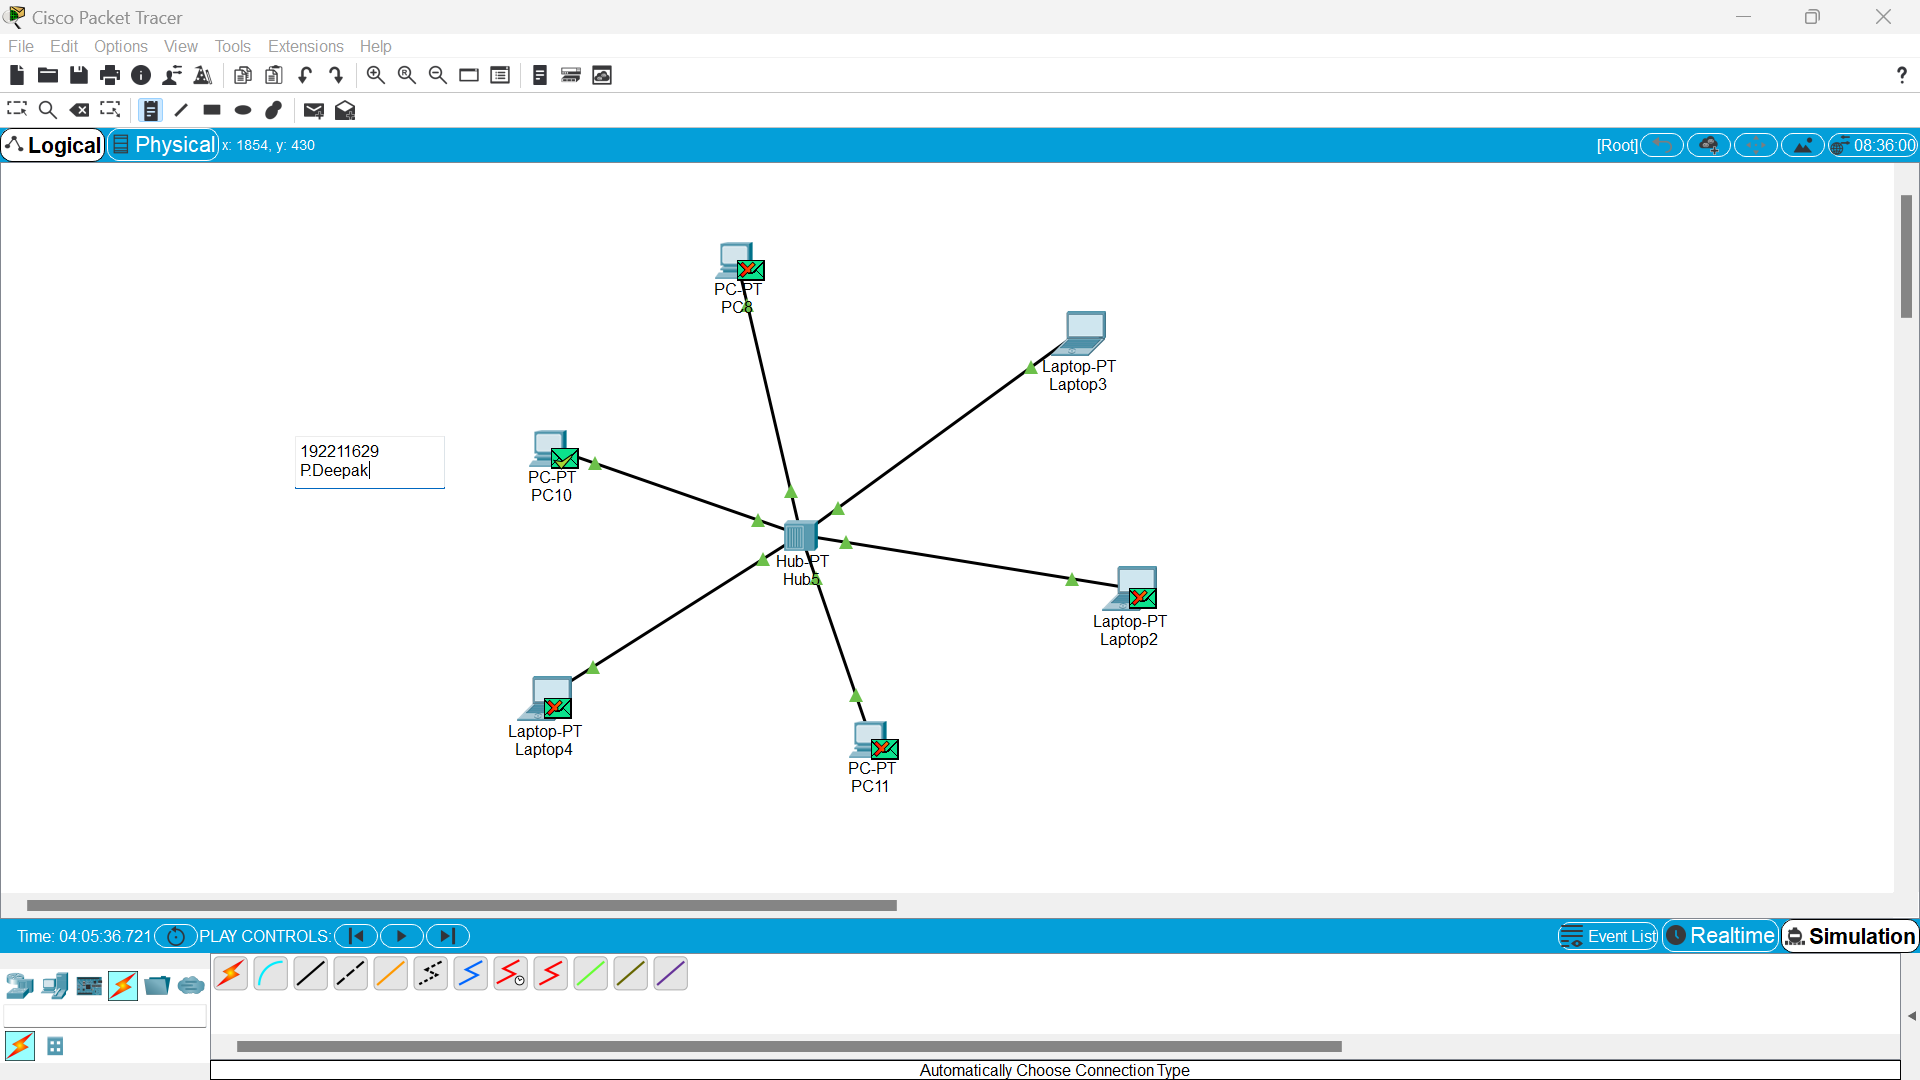 Cisco Packet Tracer
File Edit Options View Tools Extensions Help
?
Logical Physical x: 1854, y: 430 [Root] 08:36:00
PC-PT
PC8
Laptop-PT
Laptop3
192211629
P.Deepak
PC-PT
PC10
Hub-PT
Hub5
Laptop-PT
Laptop2
Laptop-PT
Laptop4
PC-PT
PC11
Time: 04:05:36.721 PLAY CONTROLS: Event List Realtime Simulation
Automatically Choose Connection Type